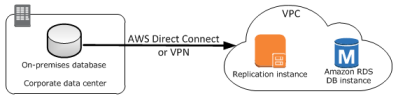 VPC
AWS Direct Connect
or VPN
On-premises database
Corporate data center
Replication instance
M
Amazon RDS
DB instance